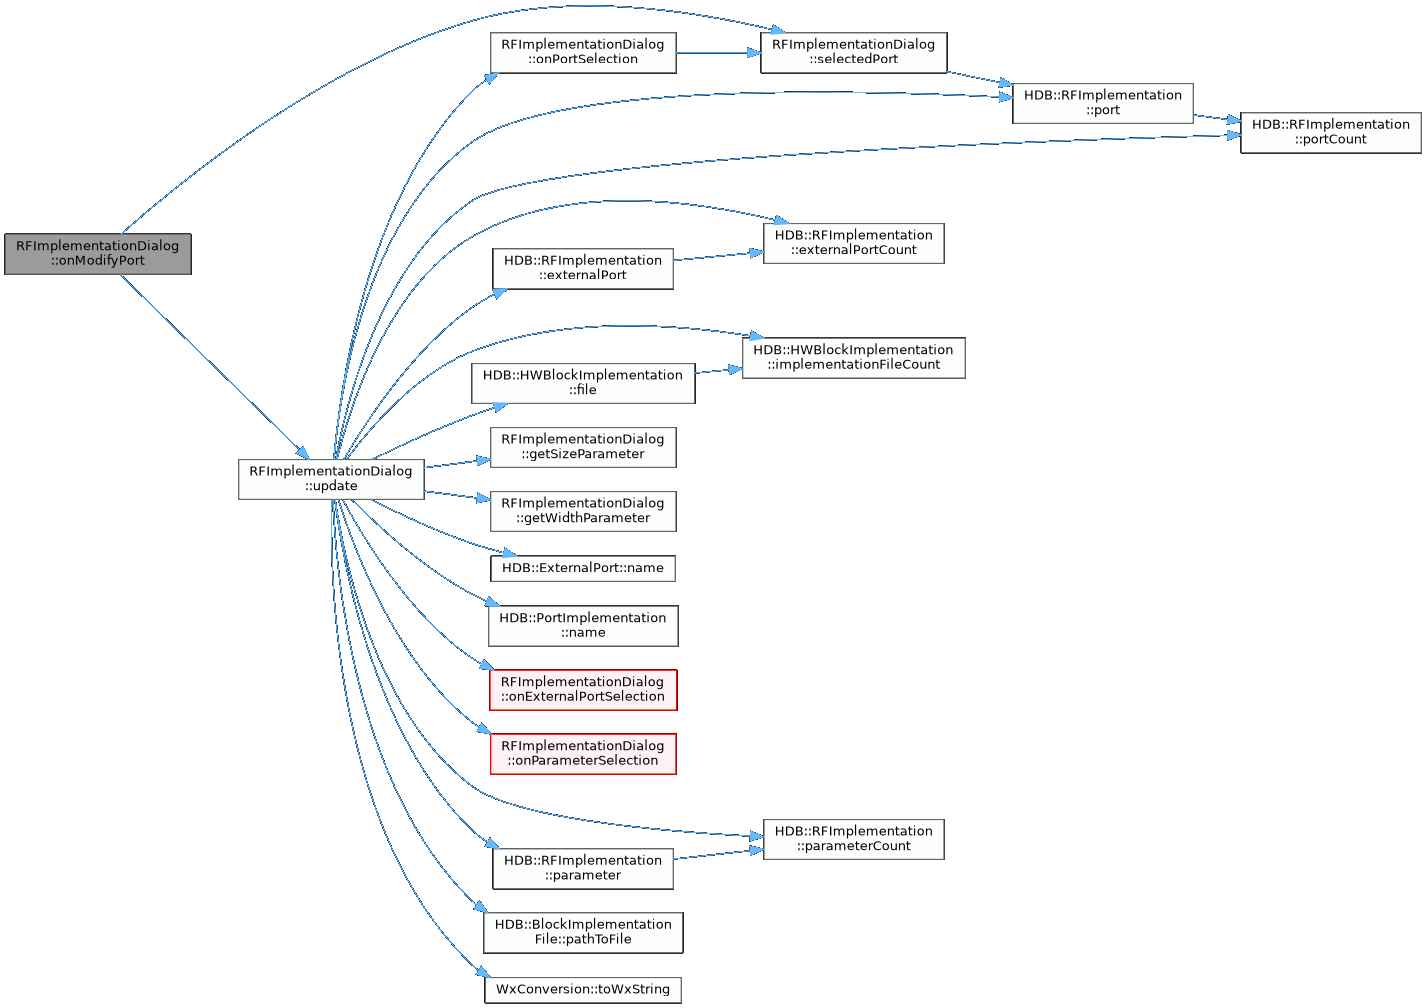 RFImplementationDialog
::onModifyPort
RFImplementationDialog
::update
RFImplementationDialog
::onPortSelection
RFImplementationDialog
::selectedPort
HDB::RFImplementation
::port
HDB::RFImplementation
::portCount
HDB::RFImplementation
::externalPort
HDB::RFImplementation
::externalPortCount
HDB::HWBlockImplementation
::file
HDB::HWBlockImplementation
::implementationFileCount
RFImplementationDialog
::getSizeParameter
RFImplementationDialog
::getWidthParameter
HDB::ExternalPort::name
HDB::PortImplementation
::name
RFImplementationDialog
::onExternalPortSelection
RFImplementationDialog
::onParameterSelection
HDB::RFImplementation
::parameter
HDB::RFImplementation
::parameterCount
HDB::BlockImplementation
File::pathToFile
WxConversion::toWxString